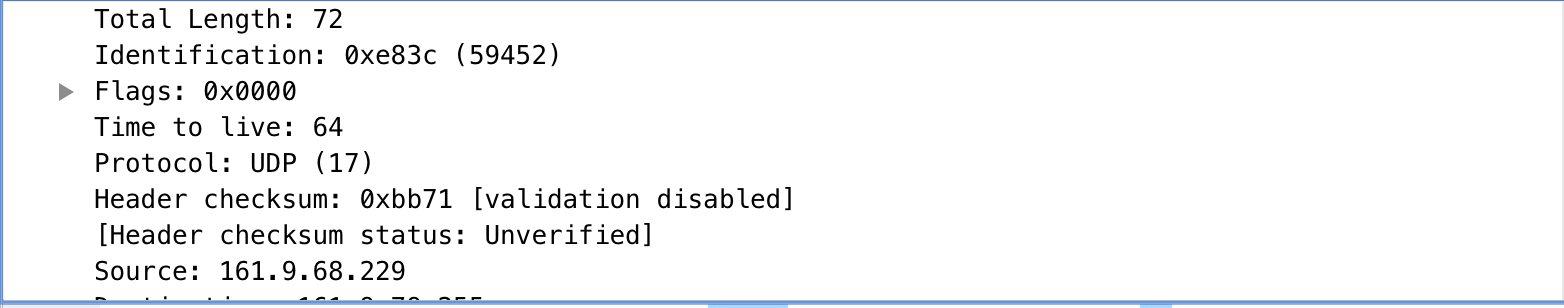 Total Length: 72
Identification: 0xe83c (59452)
Flags: 0x0000
Time to live: 64
Protocol: UDP (17)
Header checksum: 0xbb71 [validation disabled]
[Header checksum status: Unverified]
Source: 161.9.68.229